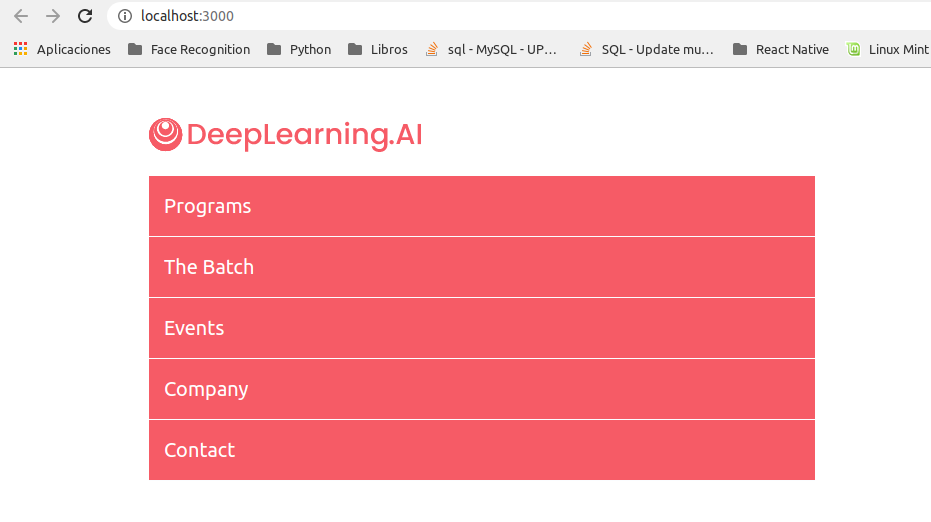 localhost:3000
Aplicaciones Face Recognition Python Libros sql - MySQL - UP... SQL - Update mu... React Native Linux Mint
DeepLearning.AI
Programs
The Batch
Events
Company
Contact